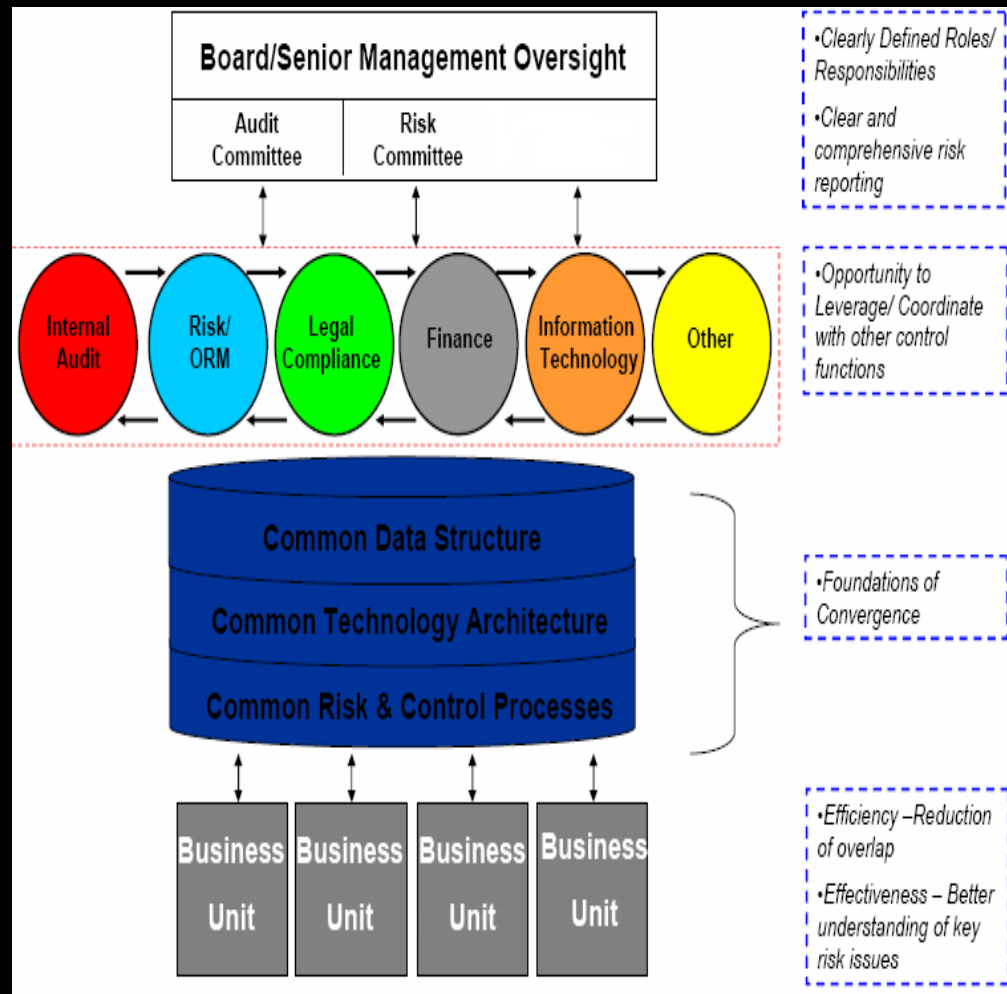 Board/Senior Management Oversight
Audit
Committee
Risk
Committee
•Clearly Defined Roles/
Responsibilities
•Clear and
comprehensive risk
reporting
Internal
Audit
Risk/
ORM
Legal
Compliance
Finance
Information
Technology
Other
•Opportunity to
Leverage/ Coordinate
with other control
functions
Common Data Structure
Common Technology Architecture
Common Risk & Control Processes
•Foundations of
Convergence
Business
Unit
Business
Unit
Business
Unit
Business
Unit
•Efficiency –Reduction
of overlap
•Effectiveness – Better
understanding of key
risk issues